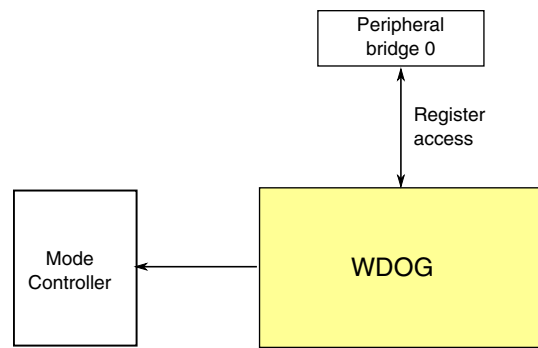 Peripheral
bridge 0
Register
access
Mode
Controller
WDOG